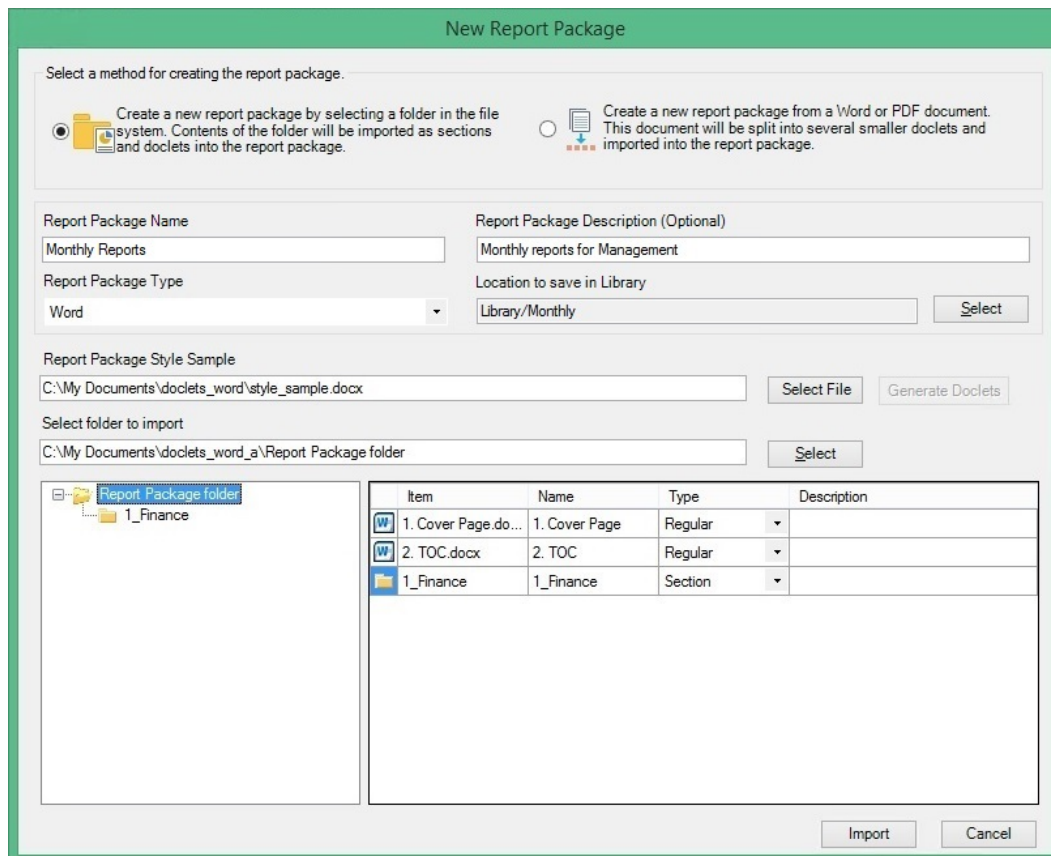 New Report Package
Select a method for creating the report package.
Create a new report package by selecting a folder in the file
system. Contents of the folder will be imported as sections
and doclets into the report package.
Create a new report package from a Word or PDF document.
This document will be split into several smaller doclets and
imported into the report package.
Report Package Name
Report Package Description (Optional)
Monthly Reports
Monthly reports for Management
Report Package Type
Location to save in Library
Word
Library/Monthly
Select
Report Package Style Sample
C:\My Documents\doclets_word\style_sample.docx
Select File
Generate Doclets
Select folder to import
C:\My Documents\doclets_word_a\Report Package folder
Select
Report Package folder
1_Finance
Item Name Type Description
1. Cover Page.do... 1. Cover Page Regular
2. TOC.docx 2. TOC Regular
1_Finance 1_Finance Section
Import
Cancel